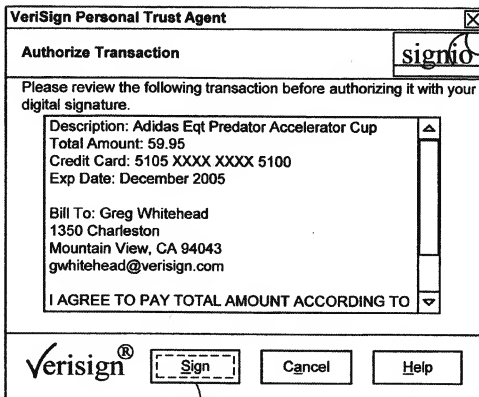 VeriSign Personal Trust Agent
Authorize Transaction
signio
Please review the following transaction before authorizing it with your
digital signature.
Description: Adidas Eqt Predator Accelerator Cup
Total Amount: 59.95
Credit Card: 5105 XXXX XXXX 5100
Exp Date: December 2005
Bill To: Greg Whitehead
1350 Charleston
Mountain View, CA 94043
gwhitehead@verisign.com
I AGREE TO PAY TOTAL AMOUNT ACCORDING TO
Verisign®
Sign
Cancel
Help